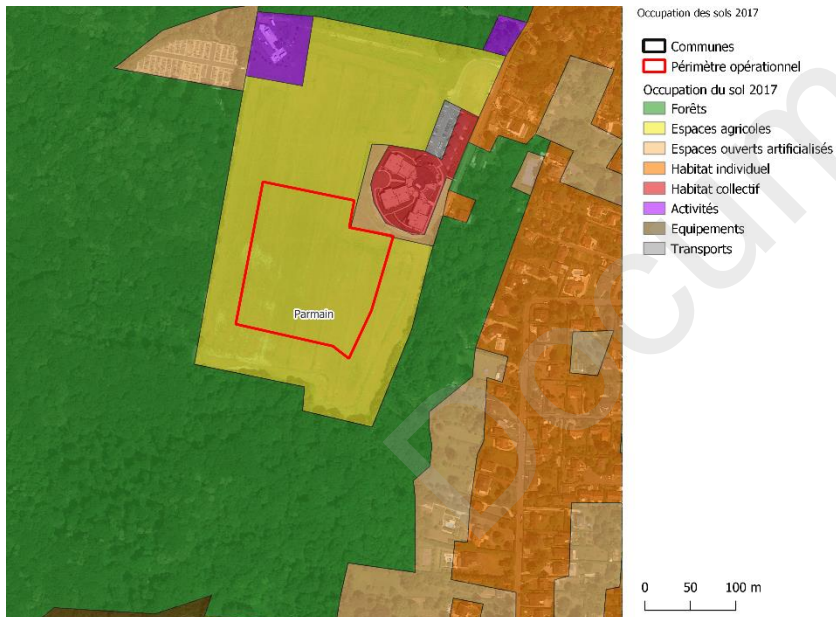 Occupation des sols 2017
Communes
Périmètre opérationnel
Occupation du sol 2017
Forêts
Espaces agricoles
Espaces ouverts artificialisés
Habitat individuel
Habitat collectif
Activités
Equipements
Transports
Parmain
0 50 100 m
Docum